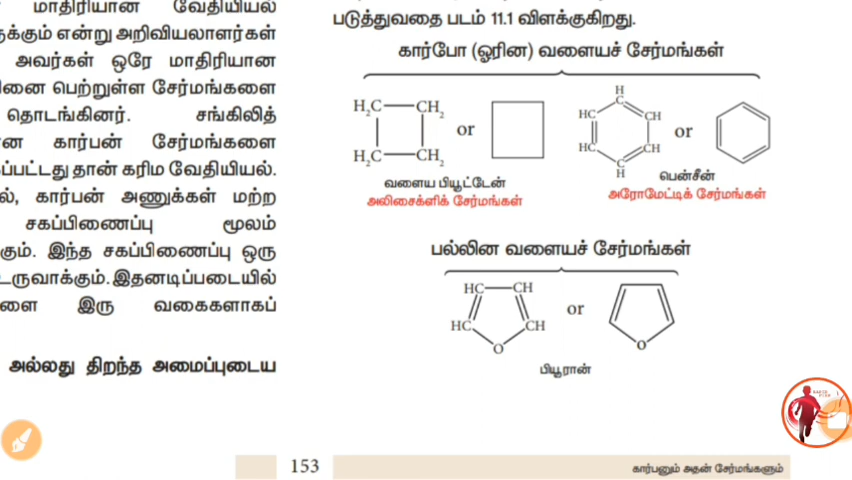 மாதிரியான வேதியியல்
க்கும் என்று அறிவியலாளர்கள்
அவர்கள் ஒரே மாதிரியான
பெற்றுள்ள சேர்மங்களை
தொடங்கினர். சங்கிலித்
கார்பன் சேர்மங்களை
ப்பட்டது தான் கரிம வேதியியல்.
ல், கார்பன் அணுக்கள் மற்ற
சகப்பிணைப்பு மூலம்
கும். இந்த சகப்பிணைப்பு ஒரு
உருவாக்கும். இதனடிப்படையில்
ளை இரு வகைகளாகப்
அல்லது திறந்த அமைப்புடைய
படுத்துவதை படம் 11.1 விளக்குகிறது.
கார்போ (ஓரின) வளையச் சேர்மங்கள்
H₂C CH₂
or
H₂C CH₂
வளைய பியூட்டேன்
அலிசைக்ளிக் சேர்மங்கள்
H
C
HC CH
or
HC CH
C
H
பென்சீன்
அரோமேட்டிக் சேர்மங்கள்
பல்லின வளையச் சேர்மங்கள்
HC CH
or
HC CH
O O
பியூரான்
153
கார்பனும் அதன் சேர்மங்களும்